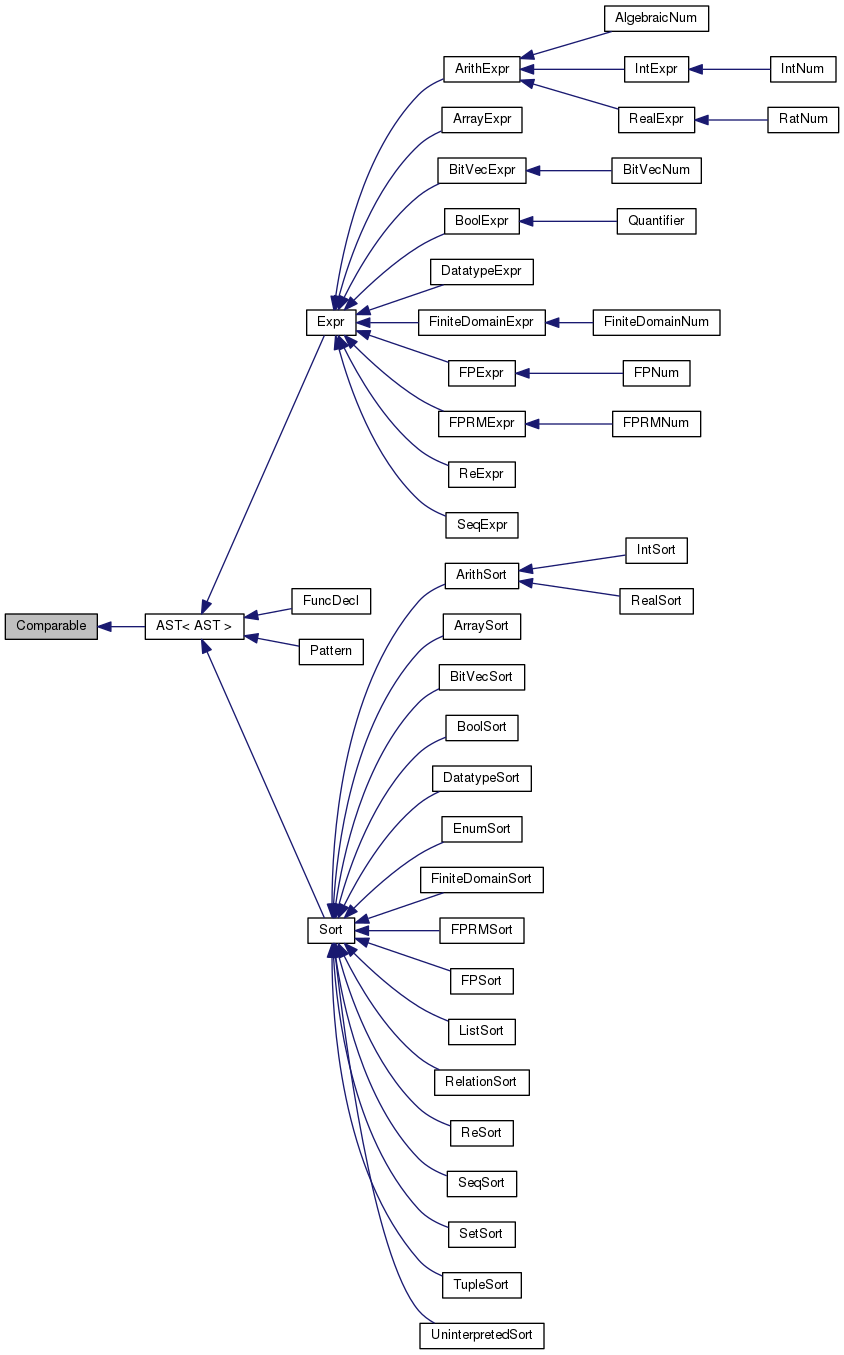 AlgebraicNum
ArithExpr
IntExpr
IntNum
RealExpr
RatNum
ArrayExpr
BitVecExpr
BitVecNum
BoolExpr
Quantifier
DatatypeExpr
Expr
FiniteDomainExpr
FiniteDomainNum
FPExpr
FPNum
FPRMExpr
FPRMNum
ReExpr
SeqExpr
IntSort
ArithSort
RealSort
FuncDecl
Comparable
AST< AST >
ArraySort
Pattern
BitVecSort
BoolSort
DatatypeSort
EnumSort
FiniteDomainSort
Sort
FPRMSort
FPSort
ListSort
RelationSort
ReSort
SeqSort
SetSort
TupleSort
UninterpretedSort